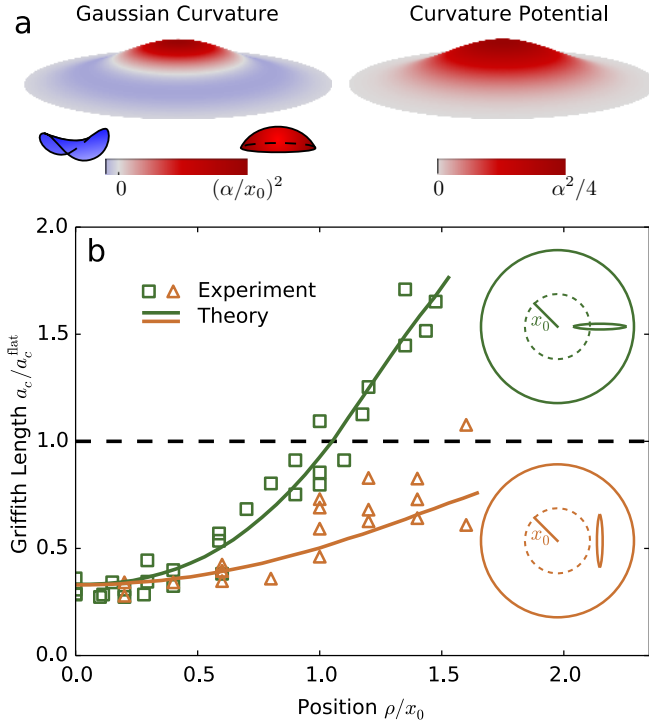 a
Gaussian Curvature
Curvature Potential
0
(α/x₀)²
0
α²/4
b
Experiment
Theory
x₀
x₀
Griffith Length a_c/a_c^flat
2.0
1.5
1.0
0.5
0.0
0.0 0.5 1.0 1.5 2.0
Position ρ/x₀